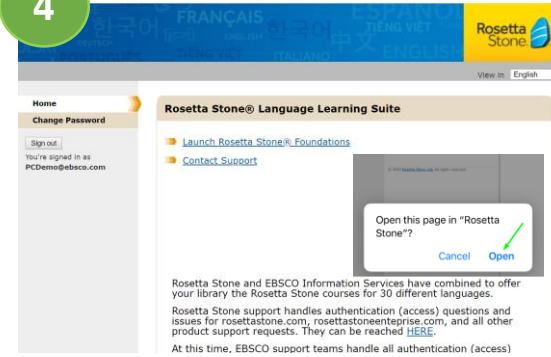 4
한국어
FRANÇAIS
ESPAÑOL
TIẾNG VIỆT
Rosetta
Stone
ENGLISH
ITALIANO
View in English
Home
Change Password
Sign out
You're signed in as
PCDemo@ebsco.com
Rosetta Stone® Language Learning Suite
Launch Rosetta Stone® Foundations
Contact Support
Open this page in "Rosetta
Stone"?
Cancel Open
Rosetta Stone and EBSCO Information Services have combined to offer
your library the Rosetta Stone courses for 30 different languages.
Rosetta Stone support handles authentication (access) questions and
issues for rosettastone.com, rosettastoneenteprise.com, and all other
product support requests. They can be reached HERE.
At this time, EBSCO support teams handle all authentication (access)